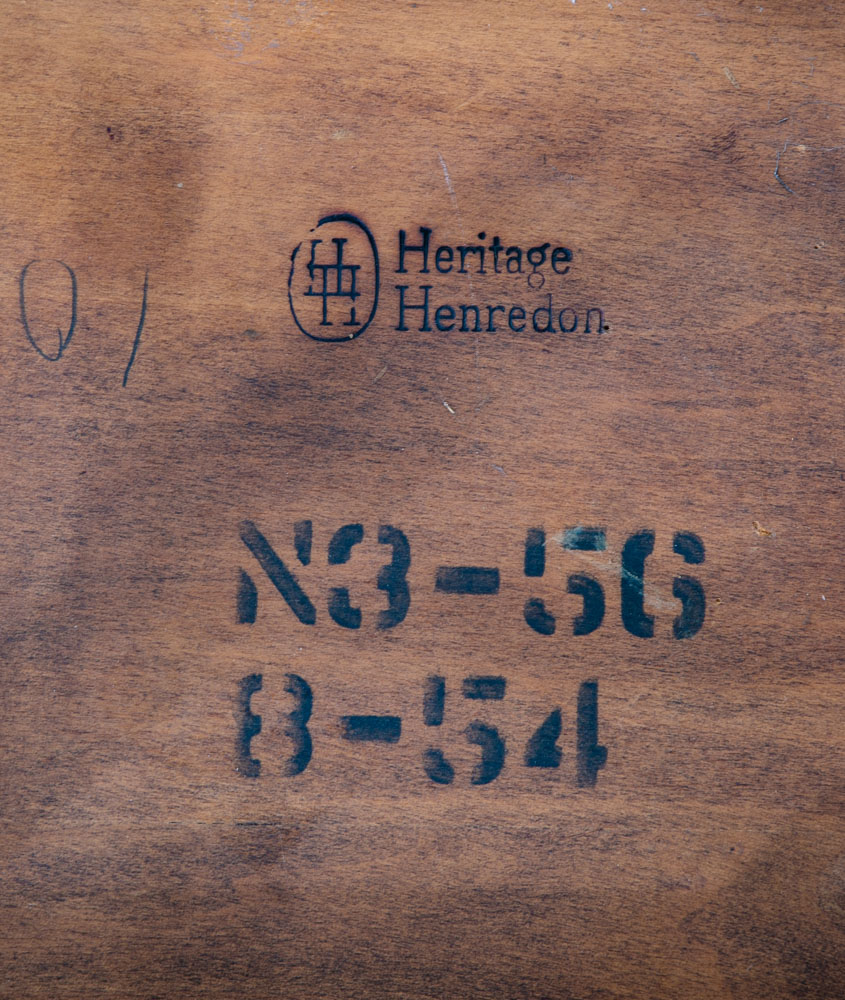 Heritage
Henredon
N3-56
8-54